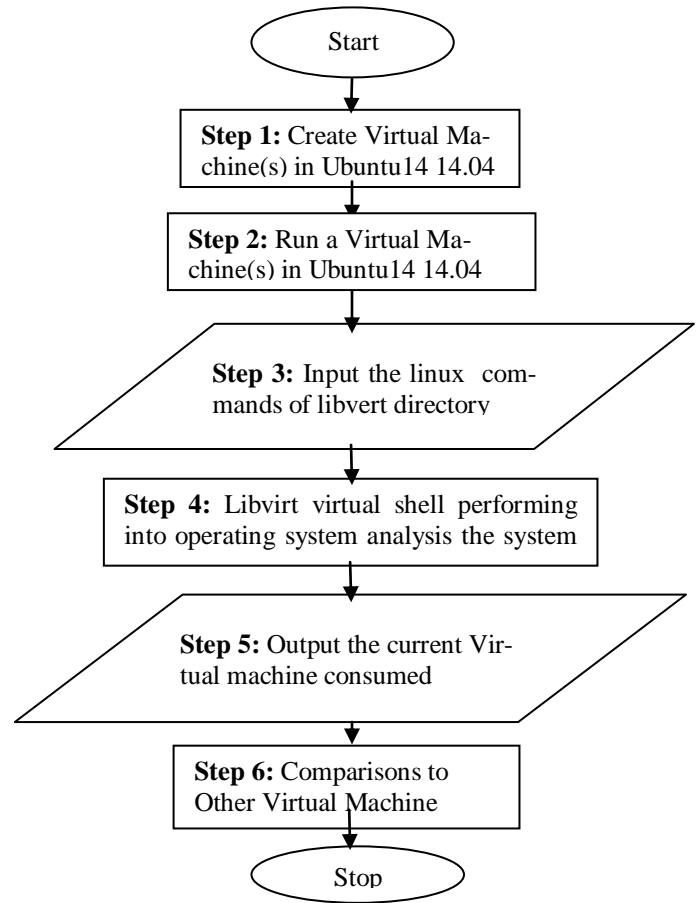 Start
Step 1: Create Virtual Ma-
chine(s) in Ubuntu14 14.04
Step 2: Run a Virtual Ma-
chine(s) in Ubuntu14 14.04
Step 3: Input the linux com-
mands of libvert directory
Step 4: Libvirt virtual shell performing
into operating system analysis the system
Step 5: Output the current Vir-
tual machine consumed
Step 6: Comparisons to
Other Virtual Machine
Stop